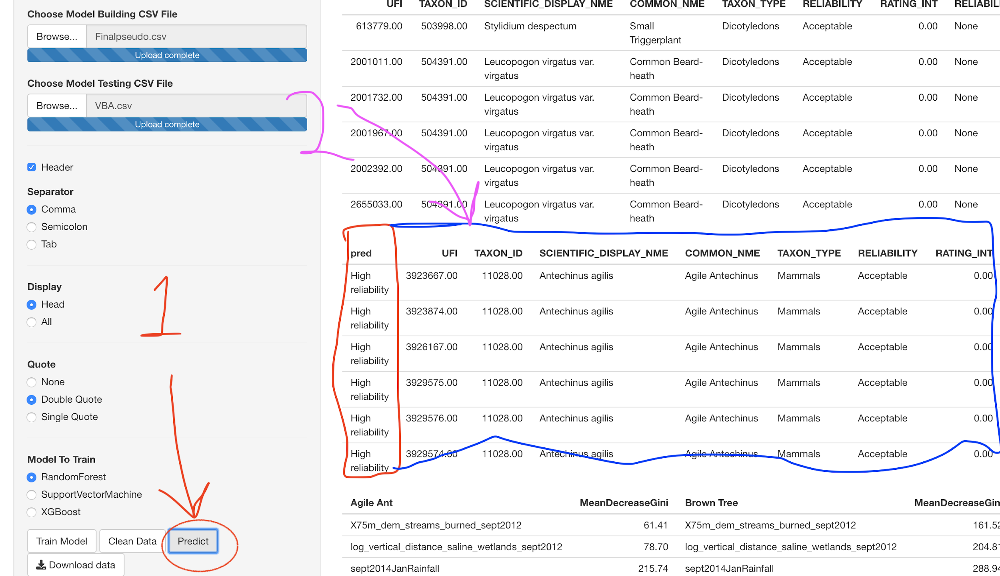 Choose Model Building CSV File
Browse... Finalpseudo.csv
Upload complete
Choose Model Testing CSV File
Browse... VBA.csv
Upload complete
Header
Separator
Comma
Semicolon
Tab
Display
Head
All
1
Quote
None
Double Quote
Single Quote
Model To Train
RandomForest
SupportVectorMachine
XGBoost
Train Model Clean Data Predict
Download data
UFI TAXON_ID SCIENTIFIC_DISPLAY_NME COMMON_NME TAXON_TYPE RELIABILITY RATING_INT RELIABIL
613779.00 503998.00 Stylidium despectum Small Dicotyledons Acceptable 0.00 None
Triggerplant
2001011.00 504391.00 Leucopogon virgatus var. Common Beard- Dicotyledons Acceptable 0.00 None
virgatus heath
2001732.00 504391.00 Leucopogon virgatus var. Common Beard- Dicotyledons Acceptable 0.00 None
virgatus heath
2001967.00 504391.00 Leucopogon virgatus var. Common Beard- Dicotyledons Acceptable 0.00 None
virgatus heath
2002392.00 504391.00 Leucopogon virgatus var. Common Beard- Dicotyledons Acceptable 0.00 None
virgatus heath
2655033.00 504391.00 Leucopogon virgatus var. Common Beard- Dicotyledons Acceptable 0.00 None
virgatus heath
pred UFI TAXON_ID SCIENTIFIC_DISPLAY_NME COMMON_NME TAXON_TYPE RELIABILITY RATING_INT
High 3923667.00 11028.00 Antechinus agilis Agile Antechinus Mammals Acceptable 0.00
reliability
High 3923874.00 11028.00 Antechinus agilis Agile Antechinus Mammals Acceptable 0.00
reliability
High 3926167.00 11028.00 Antechinus agilis Agile Antechinus Mammals Acceptable 0.00
reliability
High 3929575.00 11028.00 Antechinus agilis Agile Antechinus Mammals Acceptable 0.00
reliability
High 3929576.00 11028.00 Antechinus agilis Agile Antechinus Mammals Acceptable 0.00
reliability
High 3929574.00 11028.00 Antechinus agilis Agile Antechinus Mammals Acceptable 0.00
reliability
Agile Ant MeanDecreaseGini Brown Tree MeanDecreaseGin
X75m_dem_streams_burned_sept2012 61.41 X75m_dem_streams_burned_sept2012 161.52
log_vertical_distance_saline_wetlands_sept2012 78.70 log_vertical_distance_saline_wetlands_sept2012 204.81
sept2014JanRainfall 215.74 sept2014JanRainfall 288.94